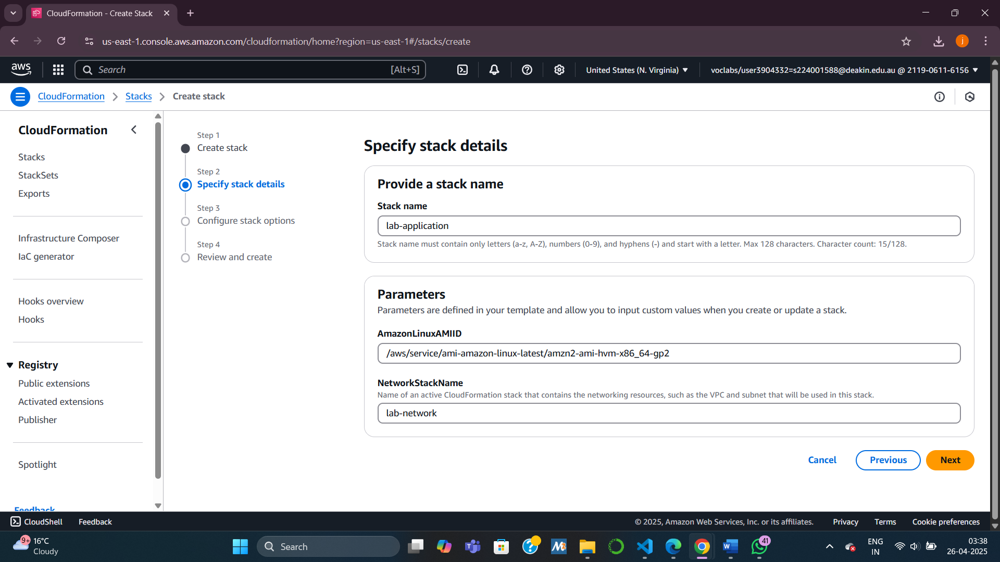 CloudFormation - Create Stack
us-east-1.console.aws.amazon.com/cloudformation/home?region=us-east-1#/stacks/create
j
aws
Search
[Alt+S]
United States (N. Virginia)
voclabs/user3904332=s224001588@deakin.edu.au @ 2119-0611-6156
CloudFormation
Stacks
Create stack
CloudFormation
Stacks
StackSets
Exports
Infrastructure Composer
IaC generator
Hooks overview
Hooks
Registry
Public extensions
Activated extensions
Publisher
Spotlight
Feedback
Step 1
Create stack
Step 2
Specify stack details
Step 3
Configure stack options
Step 4
Review and create
Specify stack details
Provide a stack name
Stack name
lab-application
Stack name must contain only letters (a-z, A-Z), numbers (0-9), and hyphens (-) and start with a letter. Max 128 characters. Character count: 15/128.
Parameters
Parameters are defined in your template and allow you to input custom values when you create or update a stack.
AmazonLinuxAMIID
/aws/service/ami-amazon-linux-latest/amzn2-ami-hvm-x86_64-gp2
NetworkStackName
Name of an active CloudFormation stack that contains the networking resources, such as the VPC and subnet that will be used in this stack.
lab-network
Cancel
Previous
Next
CloudShell
Feedback
© 2025, Amazon Web Services, Inc. or its affiliates.
Privacy
Terms
Cookie preferences
9+
16°C
Cloudy
Search
41
ENG
IN
03:38
26-04-2025